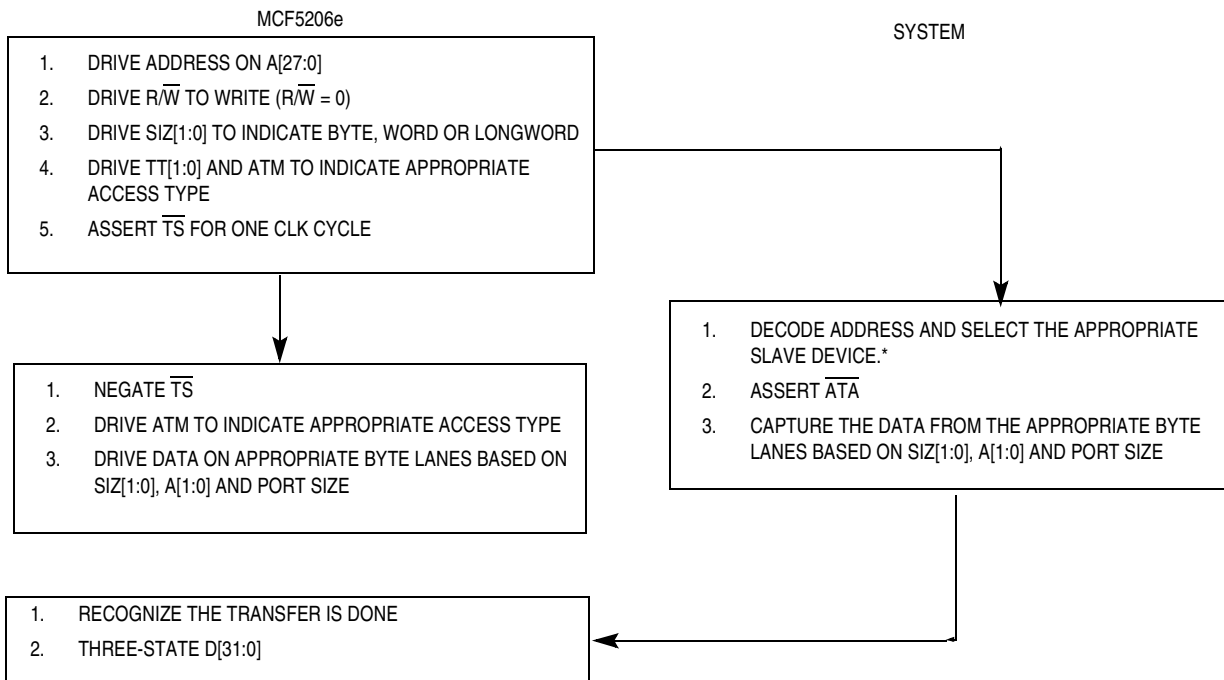 MCF5206e
SYSTEM
1. DRIVE ADDRESS ON A[27:0]
2. DRIVE R/W̅ TO WRITE (R/W̅ = 0)
3. DRIVE SIZ[1:0] TO INDICATE BYTE, WORD OR LONGWORD
4. DRIVE TT[1:0] AND ATM TO INDICATE APPROPRIATE
ACCESS TYPE
5. ASSERT T̅S̅ FOR ONE CLK CYCLE
1. DECODE ADDRESS AND SELECT THE APPROPRIATE
SLAVE DEVICE.*
2. ASSERT A̅T̅A̅
3. CAPTURE THE DATA FROM THE APPROPRIATE BYTE
LANES BASED ON SIZ[1:0], A[1:0] AND PORT SIZE
1. NEGATE T̅S̅
2. DRIVE ATM TO INDICATE APPROPRIATE ACCESS TYPE
3. DRIVE DATA ON APPROPRIATE BYTE LANES BASED ON
SIZ[1:0], A[1:0] AND PORT SIZE
1. RECOGNIZE THE TRANSFER IS DONE
2. THREE-STATE D[31:0]